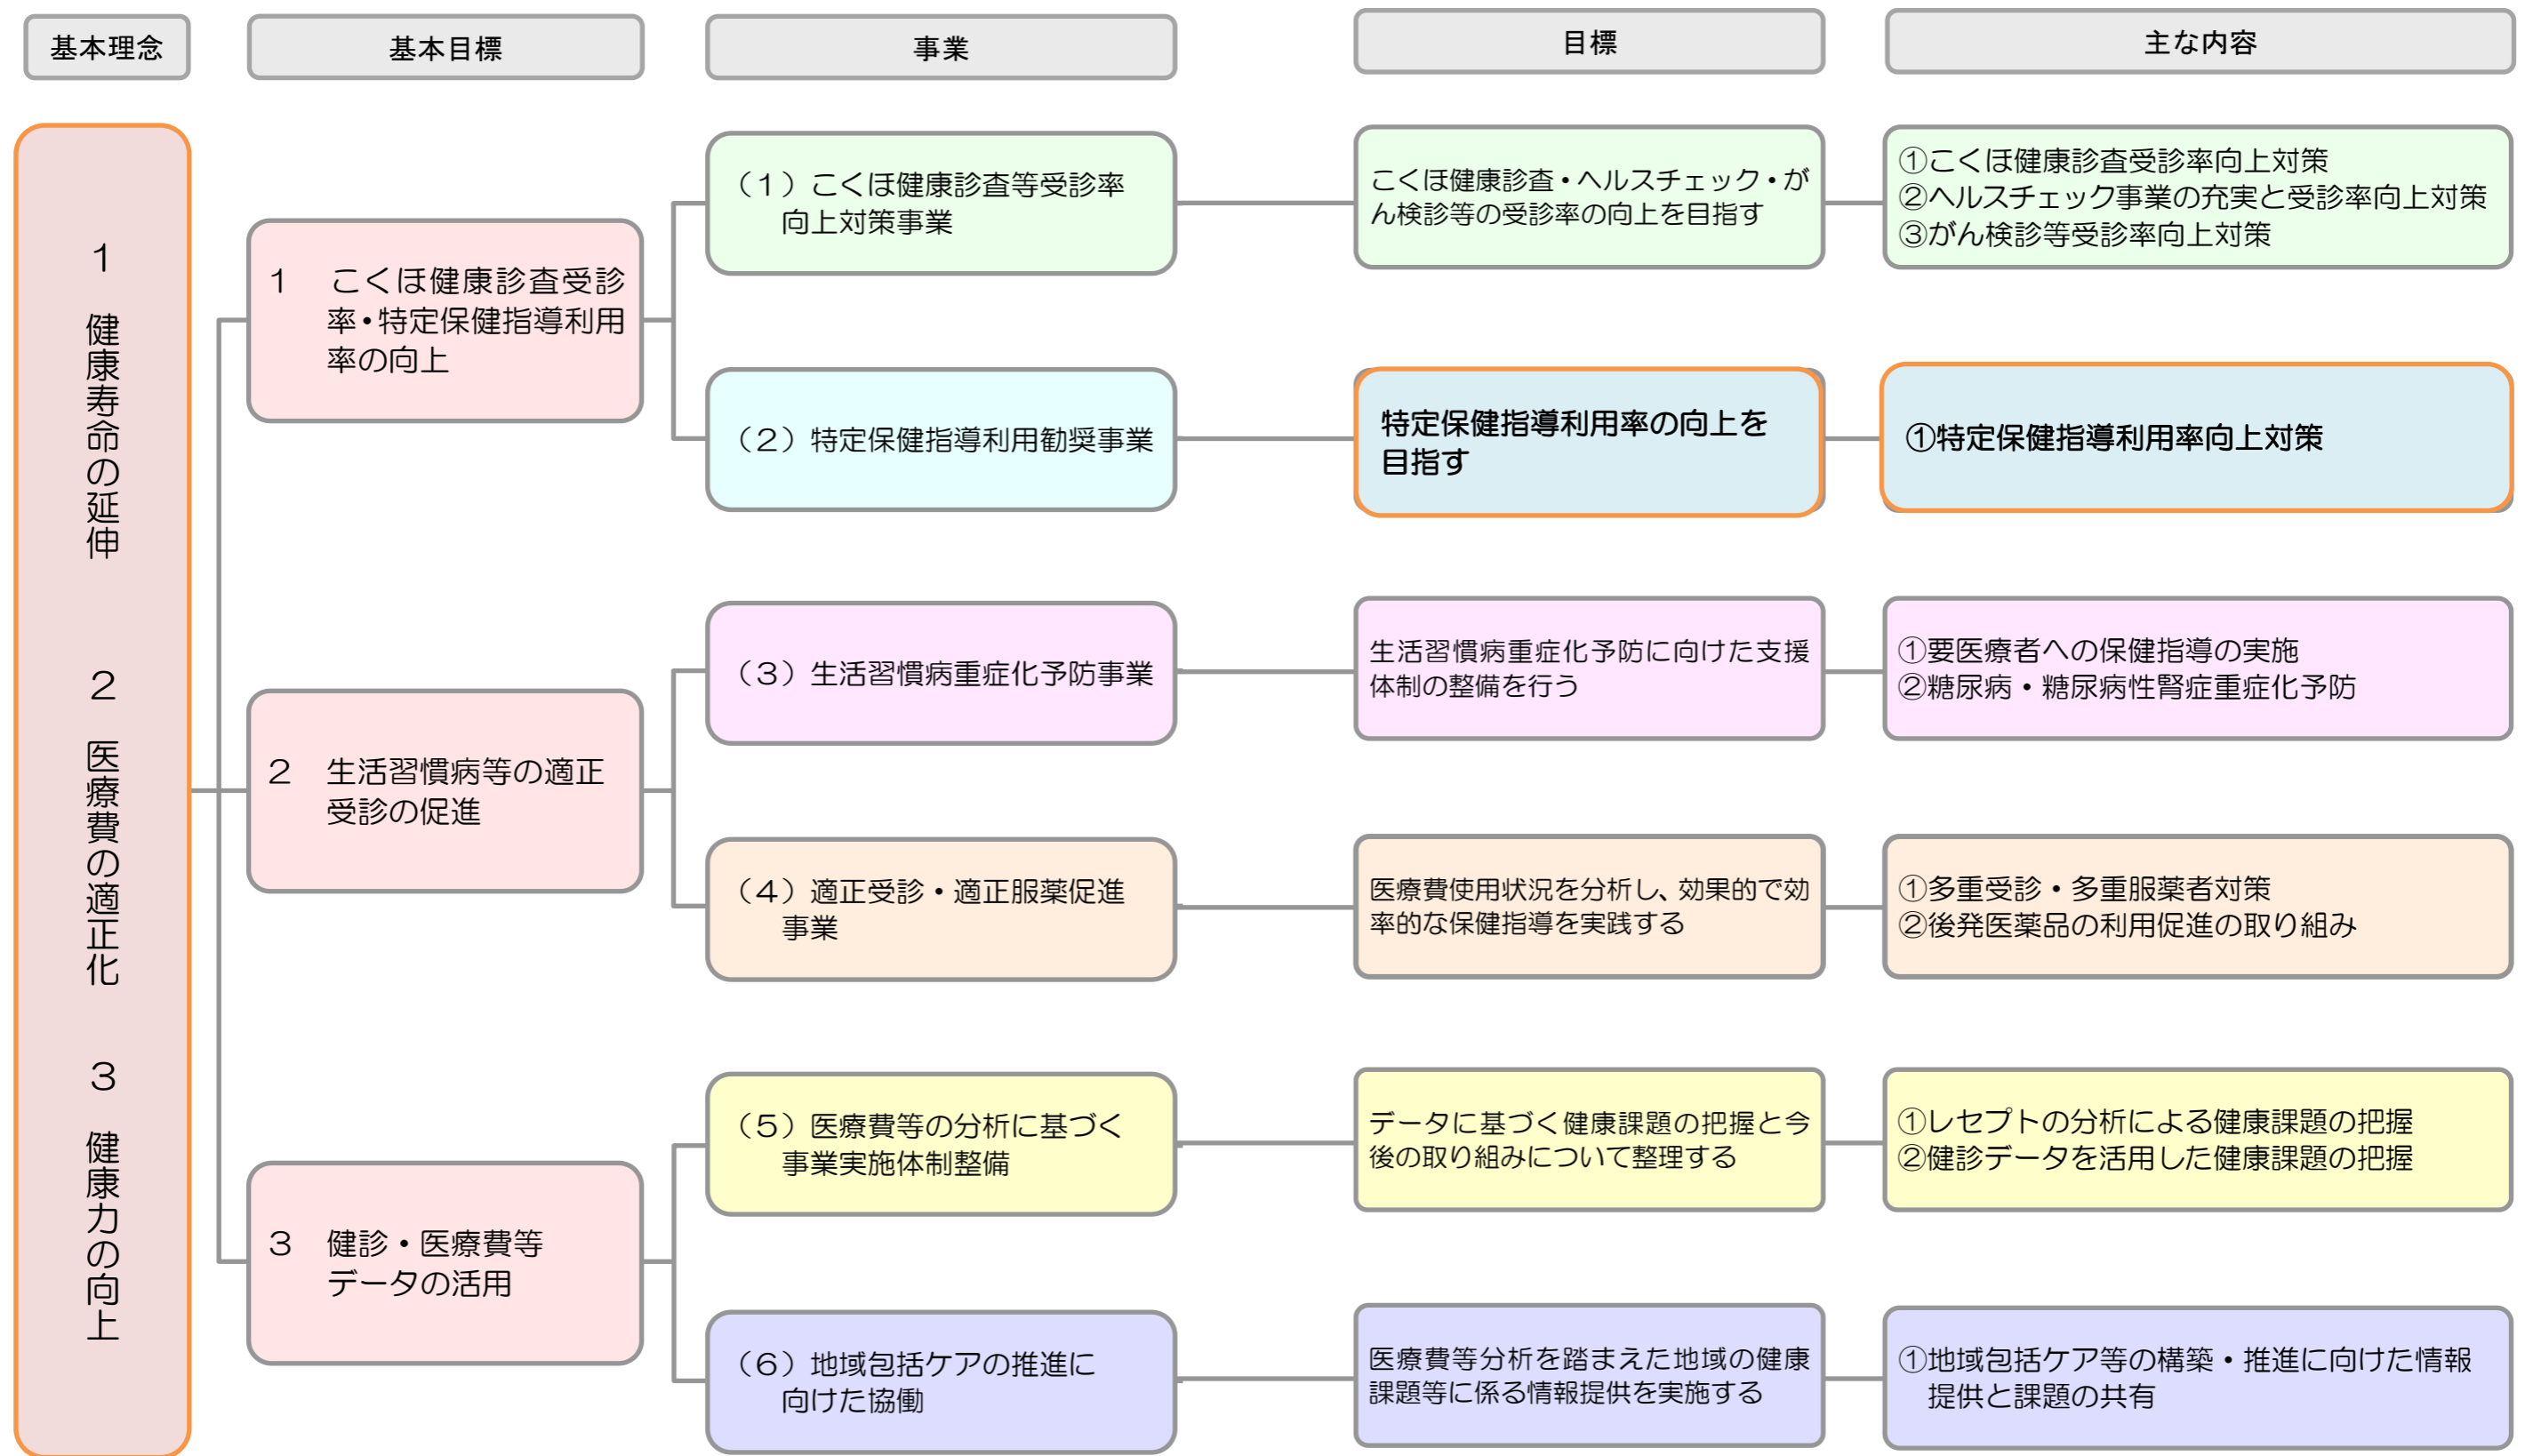 基本理念
基本目標
事業
目標
主な内容
1 健康寿命の延伸
2 医療費の適正化
3 健康力の向上
1 こくほ健康診査受診
率・特定保健指導利用
率の向上
(1)こくほ健康診査等受診率
向上対策事業
こくほ健康診査・ヘルスチェック・が
ん検診等の受診率の向上を目指す
①こくほ健康診査受診率向上対策
②ヘルスチェック事業の充実と受診率向上対策
③がん検診等受診率向上対策
(2)特定保健指導利用勧奨事業
特定保健指導利用率の向上を
目指す
①特定保健指導利用率向上対策
2 生活習慣病等の適正
受診の促進
(3)生活習慣病重症化予防事業
生活習慣病重症化予防に向けた支援
体制の整備を行う
①要医療者への保健指導の実施
②糖尿病・糖尿病性腎症重症化予防
(4)適正受診・適正服薬促進
事業
医療費使用状況を分析し、効果的で効
率的な保健指導を実践する
①多重受診・多重服薬者対策
②後発医薬品の利用促進の取り組み
3 健診・医療費等
データの活用
(5)医療費等の分析に基づく
事業実施体制整備
データに基づく健康課題の把握と今
後の取り組みについて整理する
①レセプトの分析による健康課題の把握
②健診データを活用した健康課題の把握
(6)地域包括ケアの推進に
向けた協働
医療費等分析を踏まえた地域の健康
課題等に係る情報提供を実施する
①地域包括ケア等の構築・推進に向けた情報
提供と課題の共有